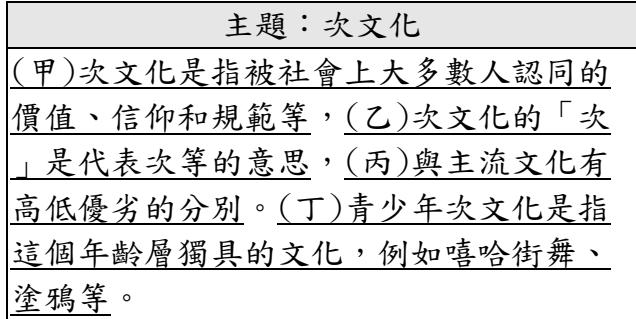 主題：次文化
(甲)次文化是指被社會上大多數人認同的
價值、信仰和規範等，(乙)次文化的「次
」是代表次等的意思，(丙)與主流文化有
高低優劣的分別。(丁)青少年次文化是指
這個年齡層獨具的文化，例如嘻哈街舞、
塗鴉等。